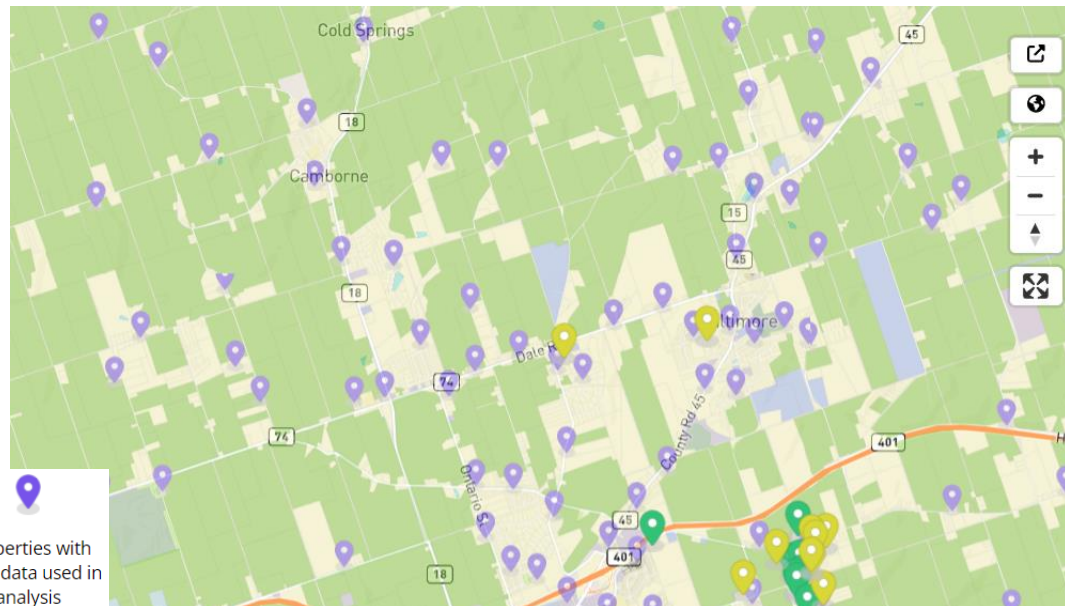 Cold Springs
45
18
Camborne
15
45
18
ltimore
Dale R
74
County Rd 45
74
401
H
Ontario St.
45
401
18
perties with
data used in
analysis